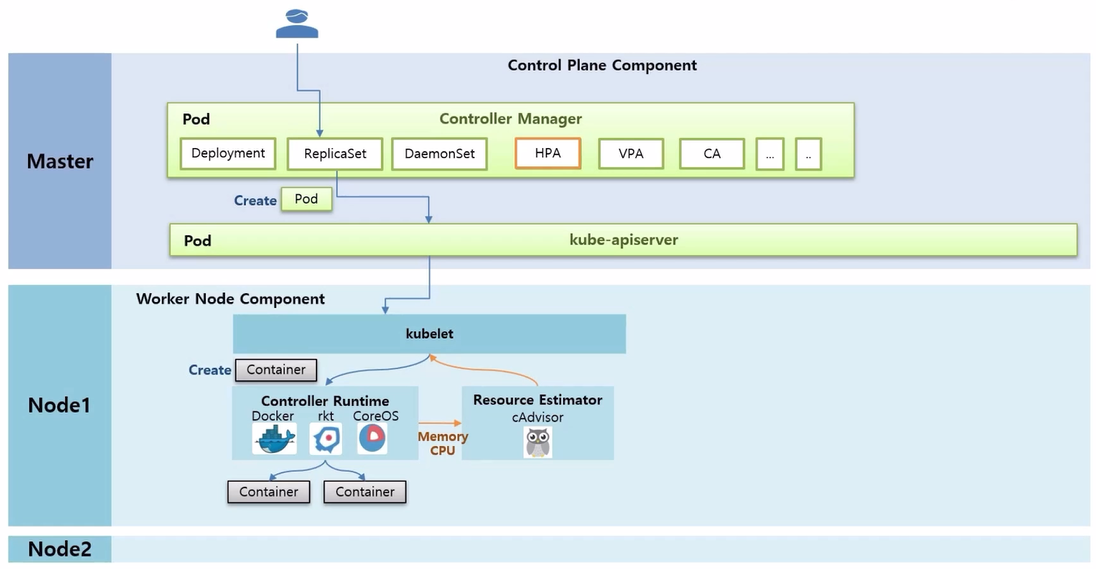 Control Plane Component
Master
Pod
Controller Manager
Deployment
ReplicaSet
DaemonSet
HPA
VPA
CA
...
..
Create
Pod
Pod
kube-apiserver
Worker Node Component
Node1
kubelet
Create
Container
Controller Runtime
Docker
rkt
CoreOS
Memory
CPU
Resource Estimator
cAdvisor
Container
Container
Node2